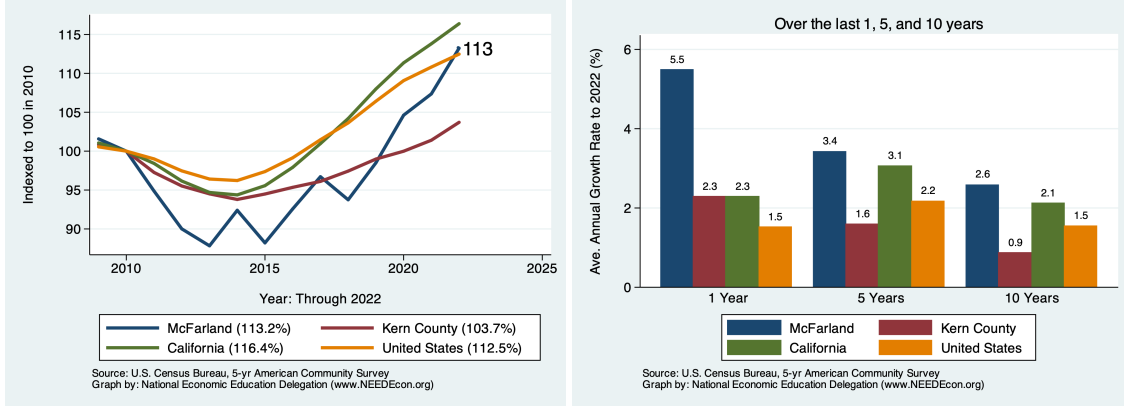 Indexed to 100 in 2010
115
110
105
100
95
90
113
2010
2015
2020
2025
Year: Through 2022
McFarland (113.2%)
Kern County (103.7%)
California (116.4%)
United States (112.5%)
Source: U.S. Census Bureau, 5-yr American Community Survey
Graph by: National Economic Education Delegation (www.NEEDEcon.org)
Over the last 1, 5, and 10 years
Ave. Annual Growth Rate to 2022 (%)
6
4
2
0
5.5
2.3
2.3
1.5
3.4
1.6
3.1
2.2
2.6
0.9
2.1
1.5
1 Year
5 Years
10 Years
McFarland
Kern County
California
United States
Source: U.S. Census Bureau, 5-yr American Community Survey
Graph by: National Economic Education Delegation (www.NEEDEcon.org)